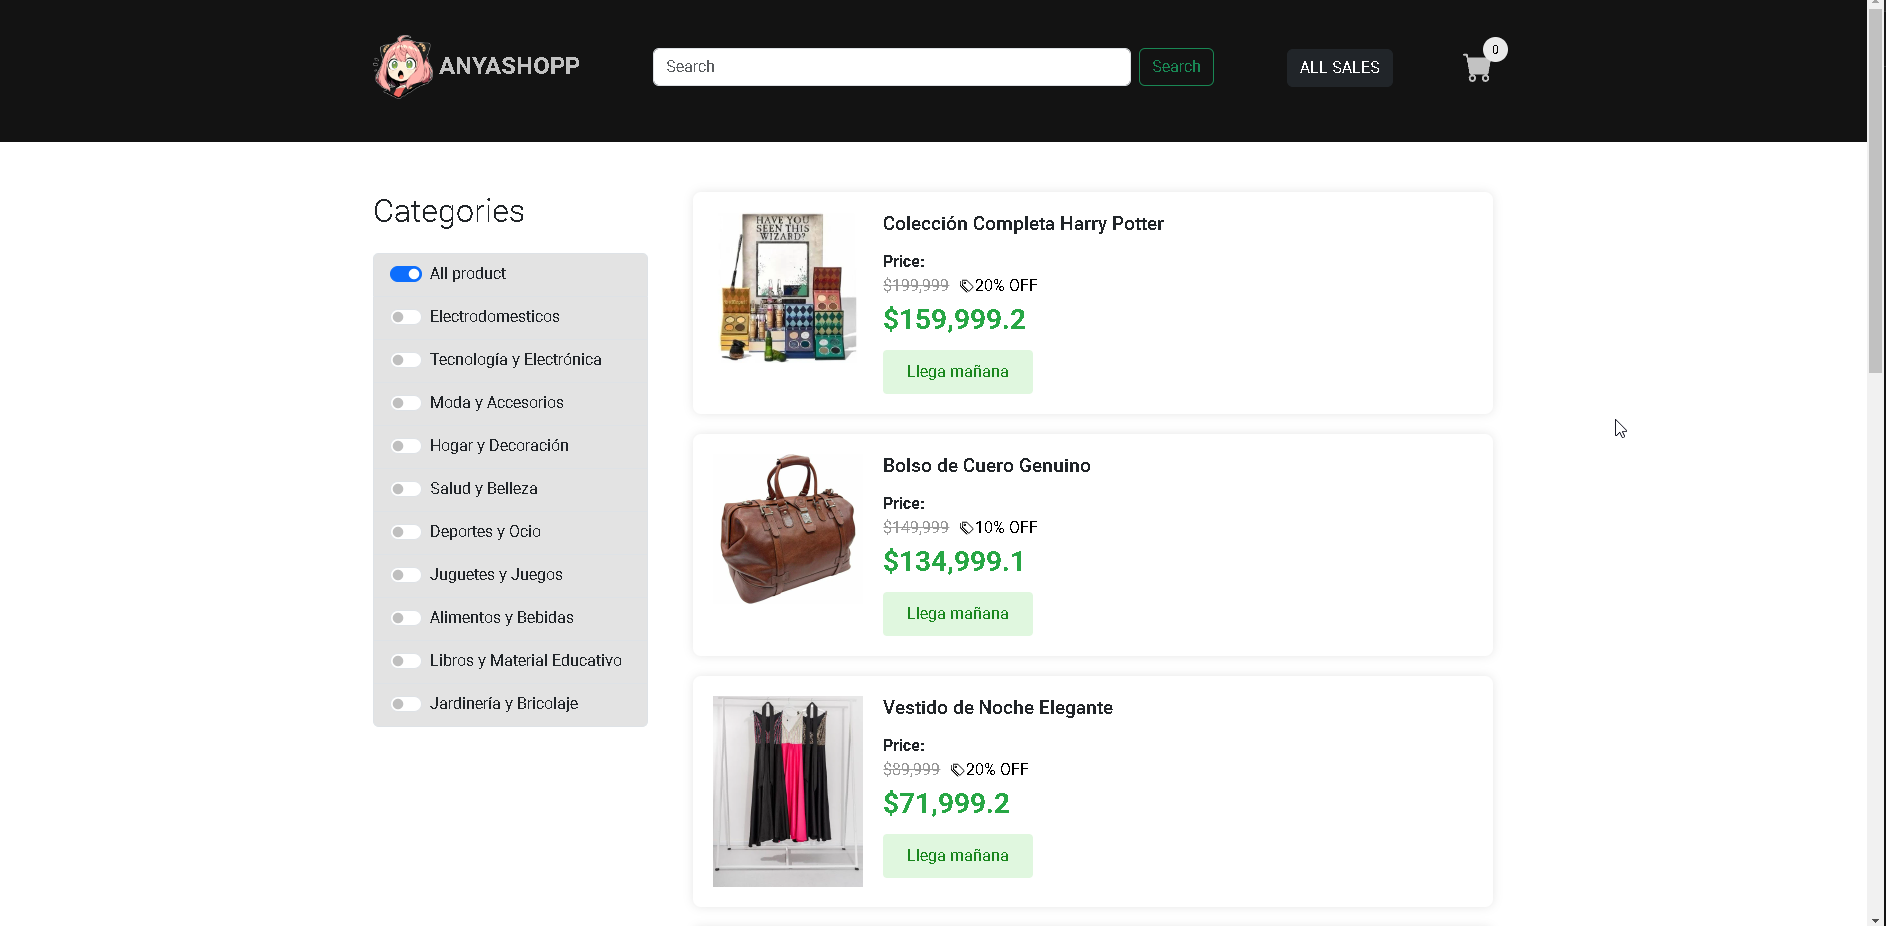 ANYASHOPP
Search
Search
ALL SALES
0
Categories
All product
Electrodomesticos
Tecnología y Electrónica
Moda y Accesorios
Hogar y Decoración
Salud y Belleza
Deportes y Ocio
Juguetes y Juegos
Alimentos y Bebidas
Libros y Material Educativo
Jardinería y Bricolaje
HAVE YOU
SEEN THIS
WIZARD?
Colección Completa Harry Potter
Price:
$199,999 20% OFF
$159,999.2
Llega mañana
Bolso de Cuero Genuino
Price:
$149,999 10% OFF
$134,999.1
Llega mañana
Vestido de Noche Elegante
Price:
$89,999 20% OFF
$71,999.2
Llega mañana